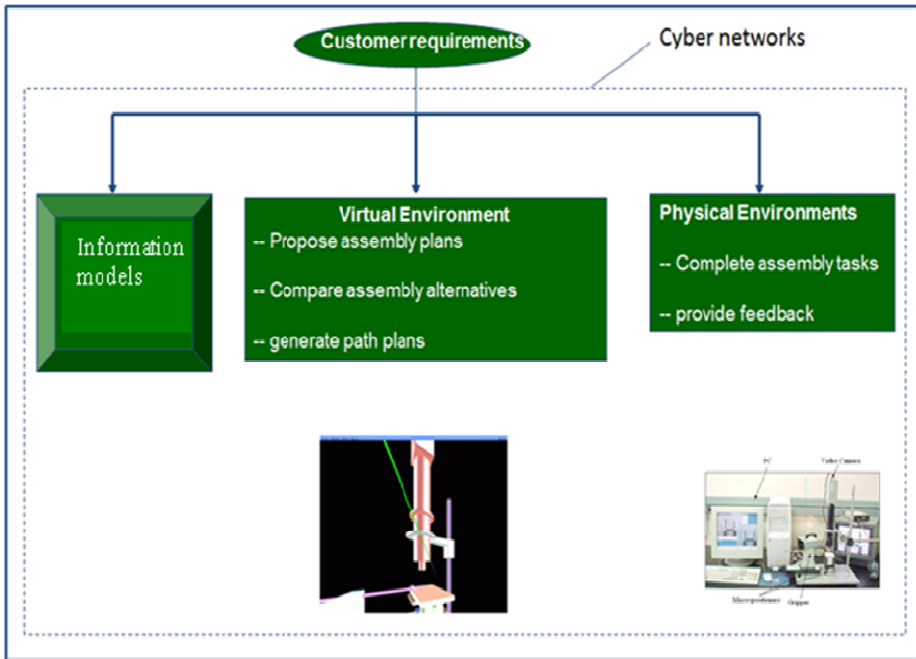 Customer requirements
Cyber networks
Information
models
Virtual Environment
-- Propose assembly plans
-- Compare assembly alternatives
-- generate path plans
Physical Environments
-- Complete assembly tasks
-- provide feedback
PC
Video Camera
Gripper